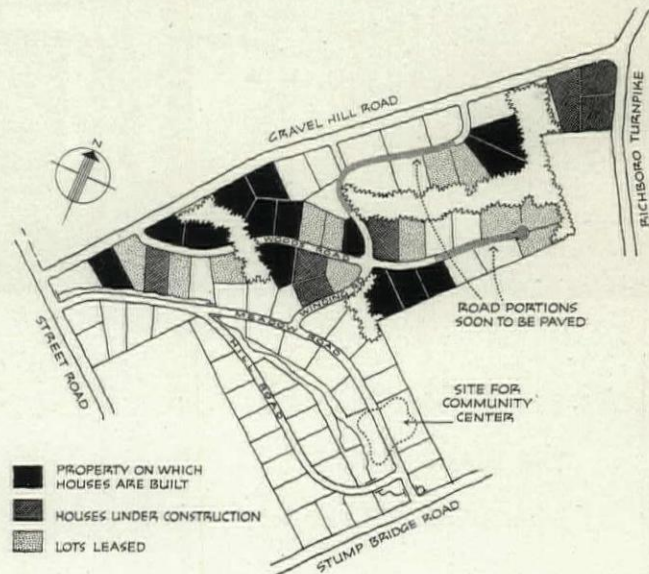 GRAVEL HILL ROAD
RICHBORO TURNPIKE
N
WOODS ROAD
WINDING RD
ROAD PORTIONS
SOON TO BE PAVED
STREET ROAD
MEADOW ROAD
HILL ROAD
SITE FOR
COMMUNITY
CENTER
PROPERTY ON WHICH
HOUSES ARE BUILT
HOUSES UNDER CONSTRUCTION
LOTS LEASED
STUMP BRIDGE ROAD